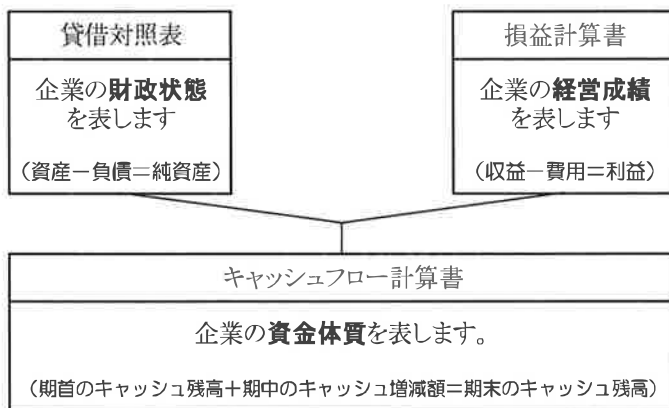 貸借対照表
企業の財政状態
を表します
（資産－負債＝純資産）
損益計算書
企業の経営成績
を表します
（収益－費用＝利益）
キャッシュフロー計算書
企業の資金体質を表します。
（期首のキャッシュ残高＋期中のキャッシュ増減額＝期末のキャッシュ残高）